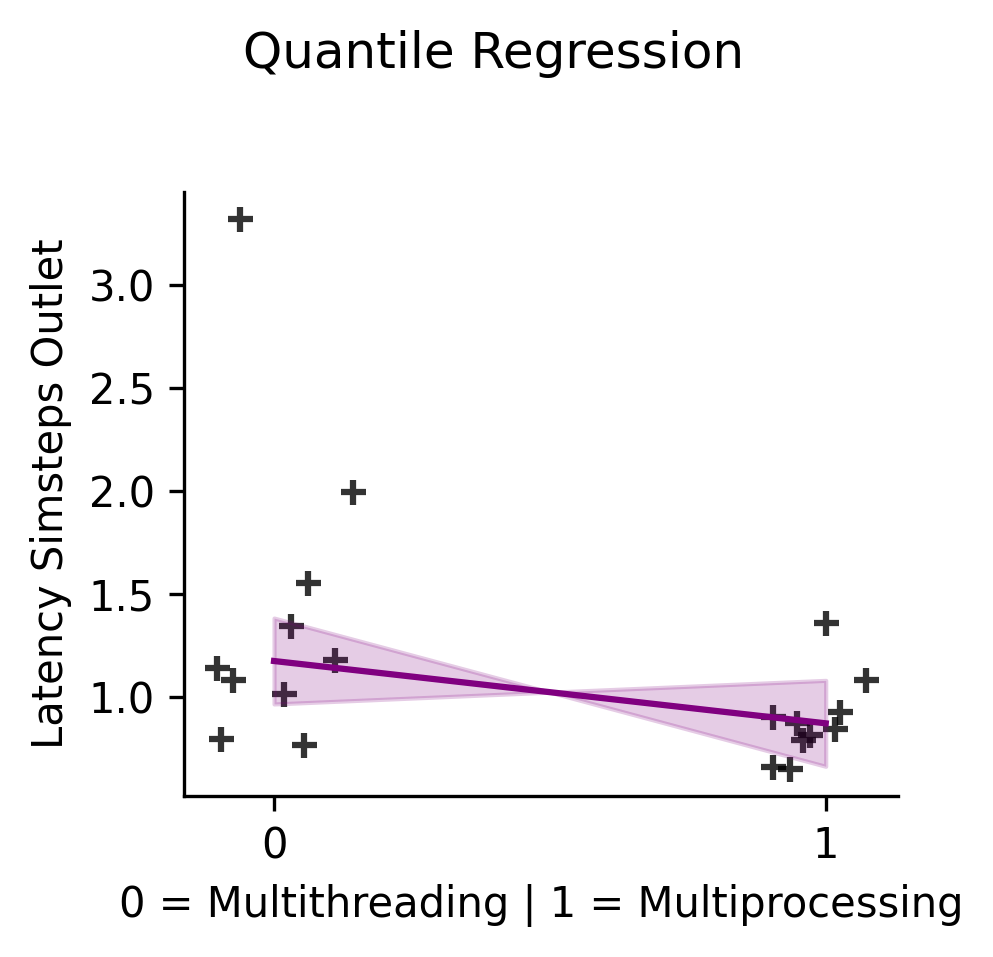 Quantile Regression
Latency Simsteps Outlet
3.0
2.5
2.0
1.5
1.0
0
1
0 = Multithreading | 1 = Multiprocessing